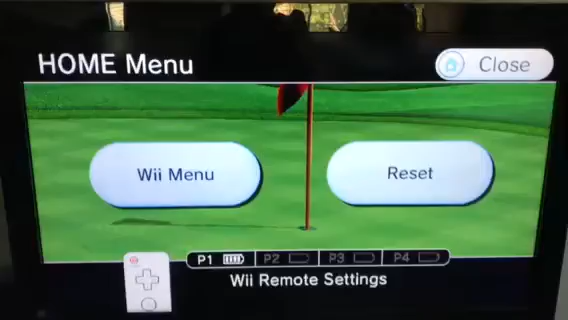 HOME Menu
Close
Wii Menu
Reset
P1 P2 P3 P4
Wii Remote Settings